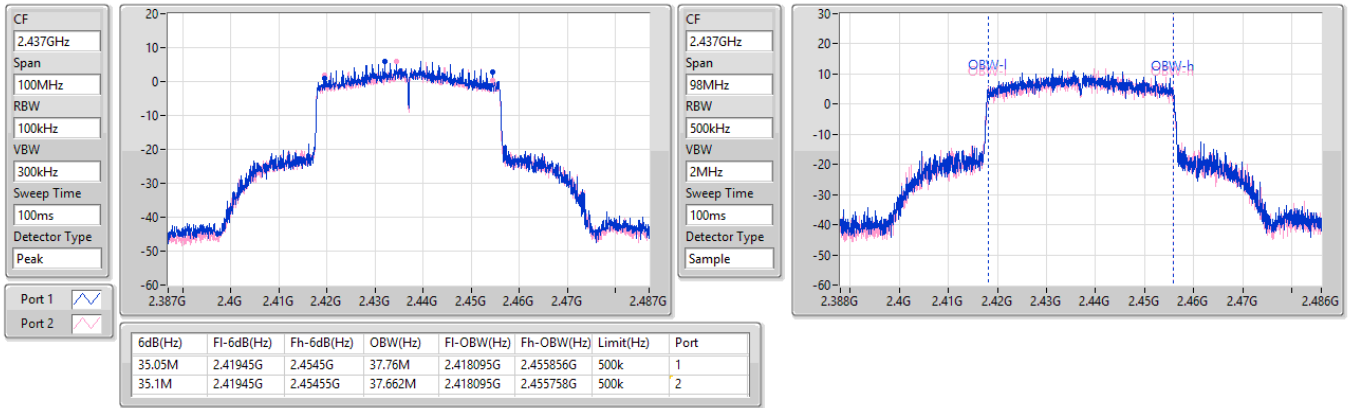 CF
2.437GHz
Span
100MHz
RBW
100kHz
VBW
300kHz
Sweep Time
100ms
Detector Type
Peak
Port 1
Port 2
20
10
0
-10
-20
-30
-40
-50
-60
2.387G 2.4G 2.41G 2.42G 2.43G 2.44G 2.45G 2.46G 2.47G 2.487G
CF
2.437GHz
Span
98MHz
RBW
500kHz
VBW
2MHz
Sweep Time
100ms
Detector Type
Sample
30
20
10
0
-10
-20
-30
-40
-50
-60
OBW-l OBW-h
2.388G 2.4G 2.41G 2.42G 2.43G 2.44G 2.45G 2.46G 2.47G 2.486G
6dB(Hz) Fl-6dB(Hz) Fh-6dB(Hz) OBW(Hz) Fl-OBW(Hz) Fh-OBW(Hz) Limit(Hz) Port
35.05M 2.41945G 2.4545G 37.76M 2.418095G 2.455856G 500k 1
35.1M 2.41945G 2.45455G 37.662M 2.418095G 2.455758G 500k 2